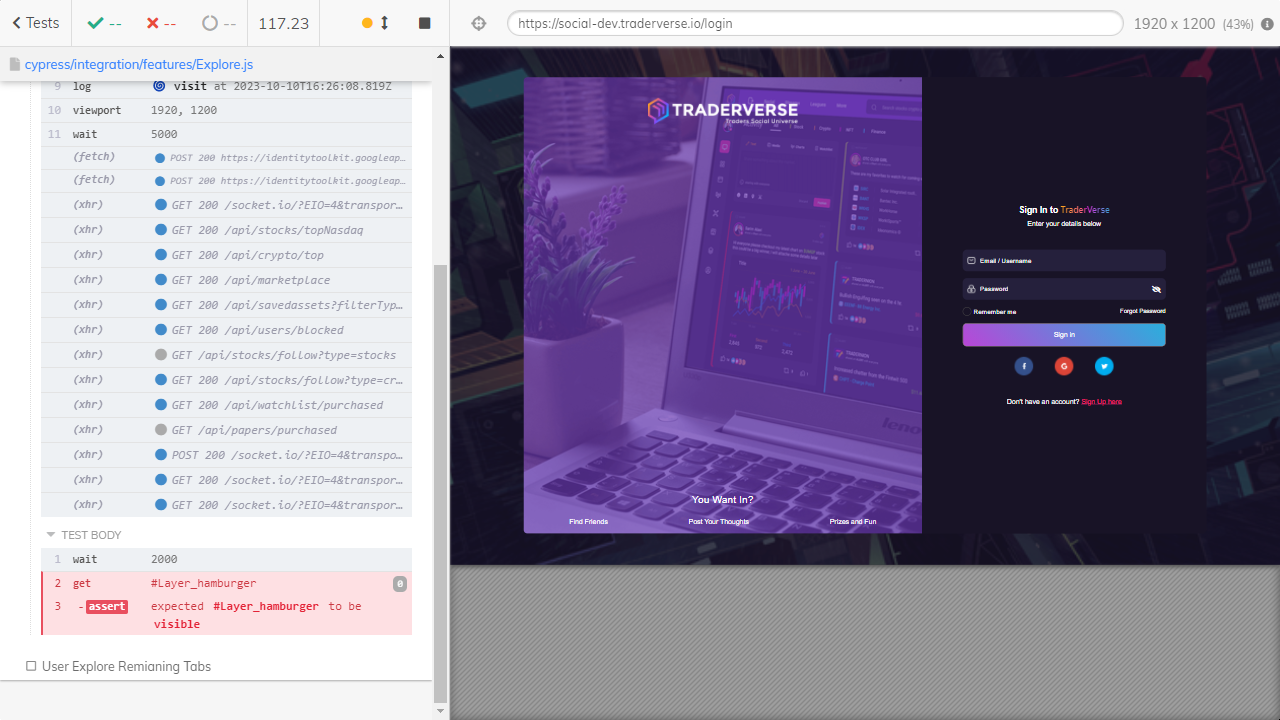 Tests
--
--
--
117.23
https://social-dev.traderverse.io/login
1920 x 1200 (43%)
cypress/integration/features/Explore.js
9 log visit at 2023-10-10T16:26:08.819Z
10 viewport 1920, 1200
11 wait 5000
(fetch) POST 200 https://identitytoolkit.googleap…
(fetch) POST 200 https://identitytoolkit.googleap…
(xhr) GET 200 /socket.io/?EIO=4&transpor…
(xhr) GET 200 /api/stocks/topNasdaq
(xhr) GET 200 /api/crypto/top
(xhr) GET 200 /api/marketplace
(xhr) GET 200 /api/superassets?filterTyp…
(xhr) GET 200 /api/users/blocked
(xhr) GET /api/stocks/follow?type=stocks
(xhr) GET 200 /api/stocks/follow?type=cr…
(xhr) GET 200 /api/watchlist/purchased
(xhr) GET /api/papers/purchased
(xhr) POST 200 /socket.io/?EIO=4&transpo…
(xhr) GET 200 /socket.io/?EIO=4&transpor…
(xhr) GET 200 /socket.io/?EIO=4&transpor…
TEST BODY
1 wait 2000
2 get #Layer_hamburger 0
3 -assert expected #Layer_hamburger to be
visible
User Explore Remianing Tabs
TRADERVERSE
Traders Social Universe
lenovo
You Want In?
Find Friends Post Your Thoughts Prizes and Fun
Sign In to TraderVerse
Enter your details below
Email / Username
Password
Remember me Forgot Password
Sign in
Don't have an account? Sign Up here